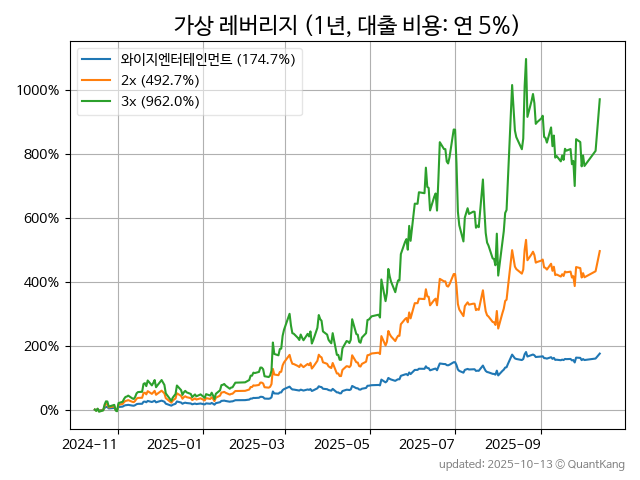 가상 레버리지 (1년, 대출 비용: 연 5%)
와이지엔터테인먼트 (174.7%)
2x (492.7%)
3x (962.0%)
1000%
800%
600%
400%
200%
0%
2024-11 2025-01 2025-03 2025-05 2025-07 2025-09
updated: 2025-10-13 © QuantKang